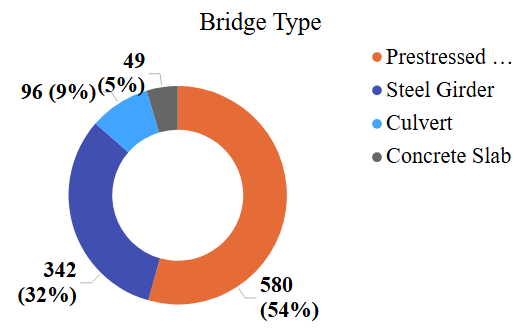 Bridge Type
49
(5%)
96 (9%)
342
(32%)
580
(54%)
Prestressed …
Steel Girder
Culvert
Concrete Slab